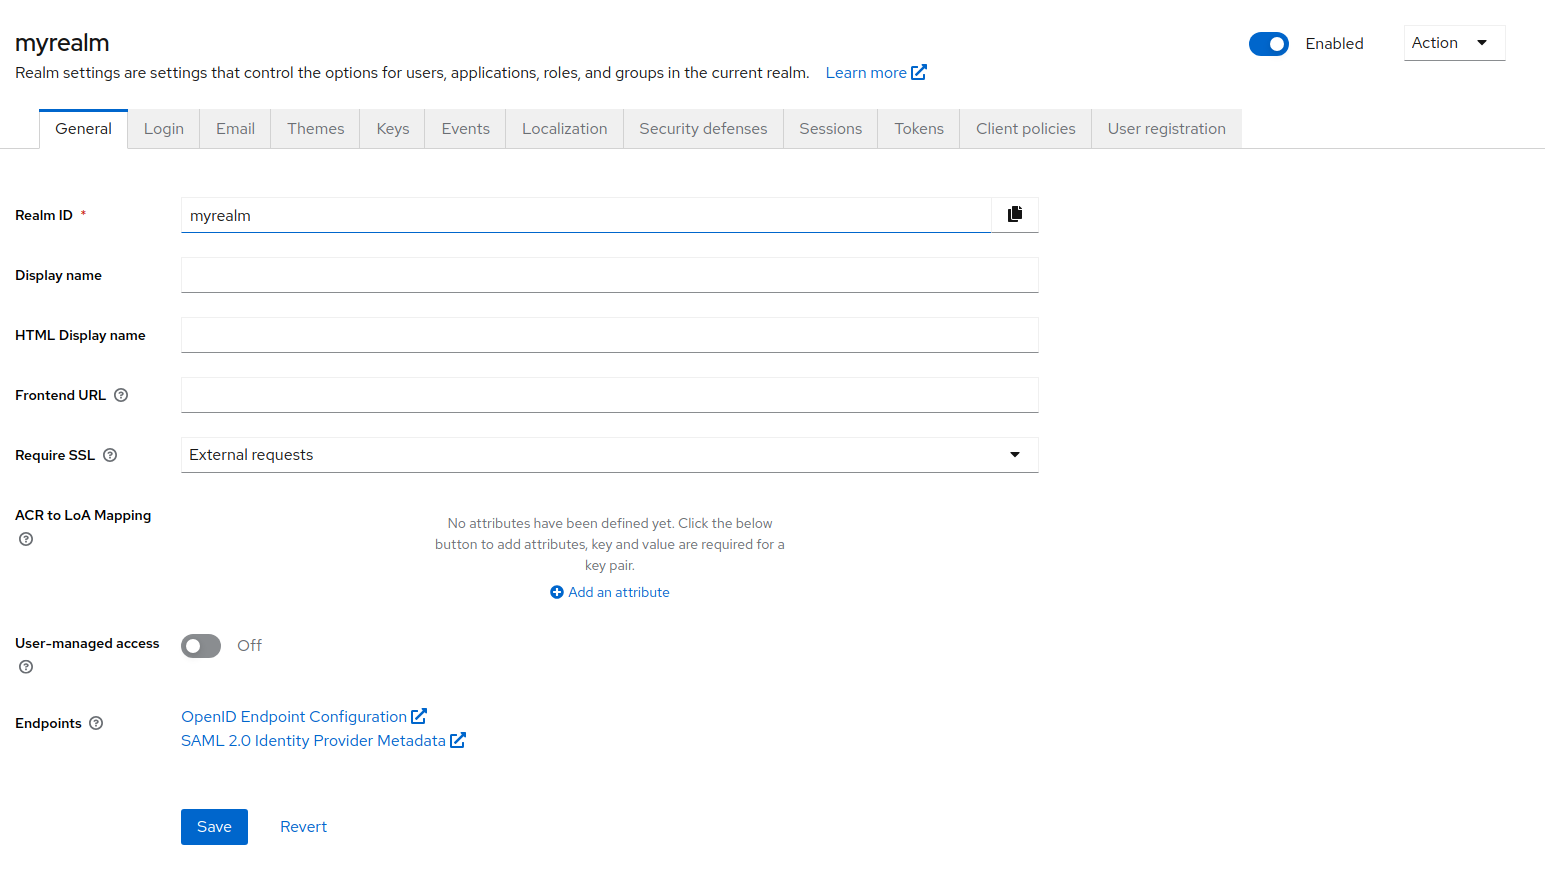 myrealm
Enabled
Action
Realm settings are settings that control the options for users, applications, roles, and groups in the current realm. Learn more
General Login Email Themes Keys Events Localization Security defenses Sessions Tokens Client policies User registration
Realm ID * myrealm
Display name
HTML Display name
Frontend URL ?
Require SSL ? External requests
ACR to LoA Mapping
?
No attributes have been defined yet. Click the below
button to add attributes, key and value are required for a
key pair.
Add an attribute
User-managed access
?
Off
Endpoints ?
OpenID Endpoint Configuration
SAML 2.0 Identity Provider Metadata
Save Revert